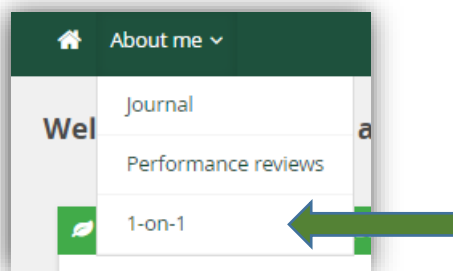 About me
Journal
Wel a
Performance reviews
1-on-1